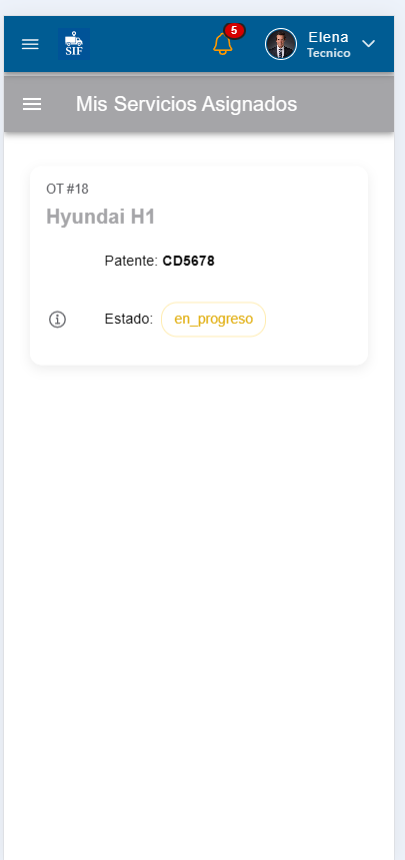 SIF
5
Elena
Tecnico
Mis Servicios Asignados
OT #18
Hyundai H1
Patente: CD5678
Estado: en_progreso